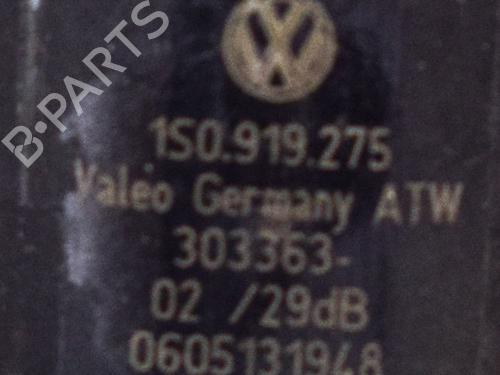 B-PARTS
1S0.919.275
Valeo Germany ATW
303363-
02 /29dB
0605131948